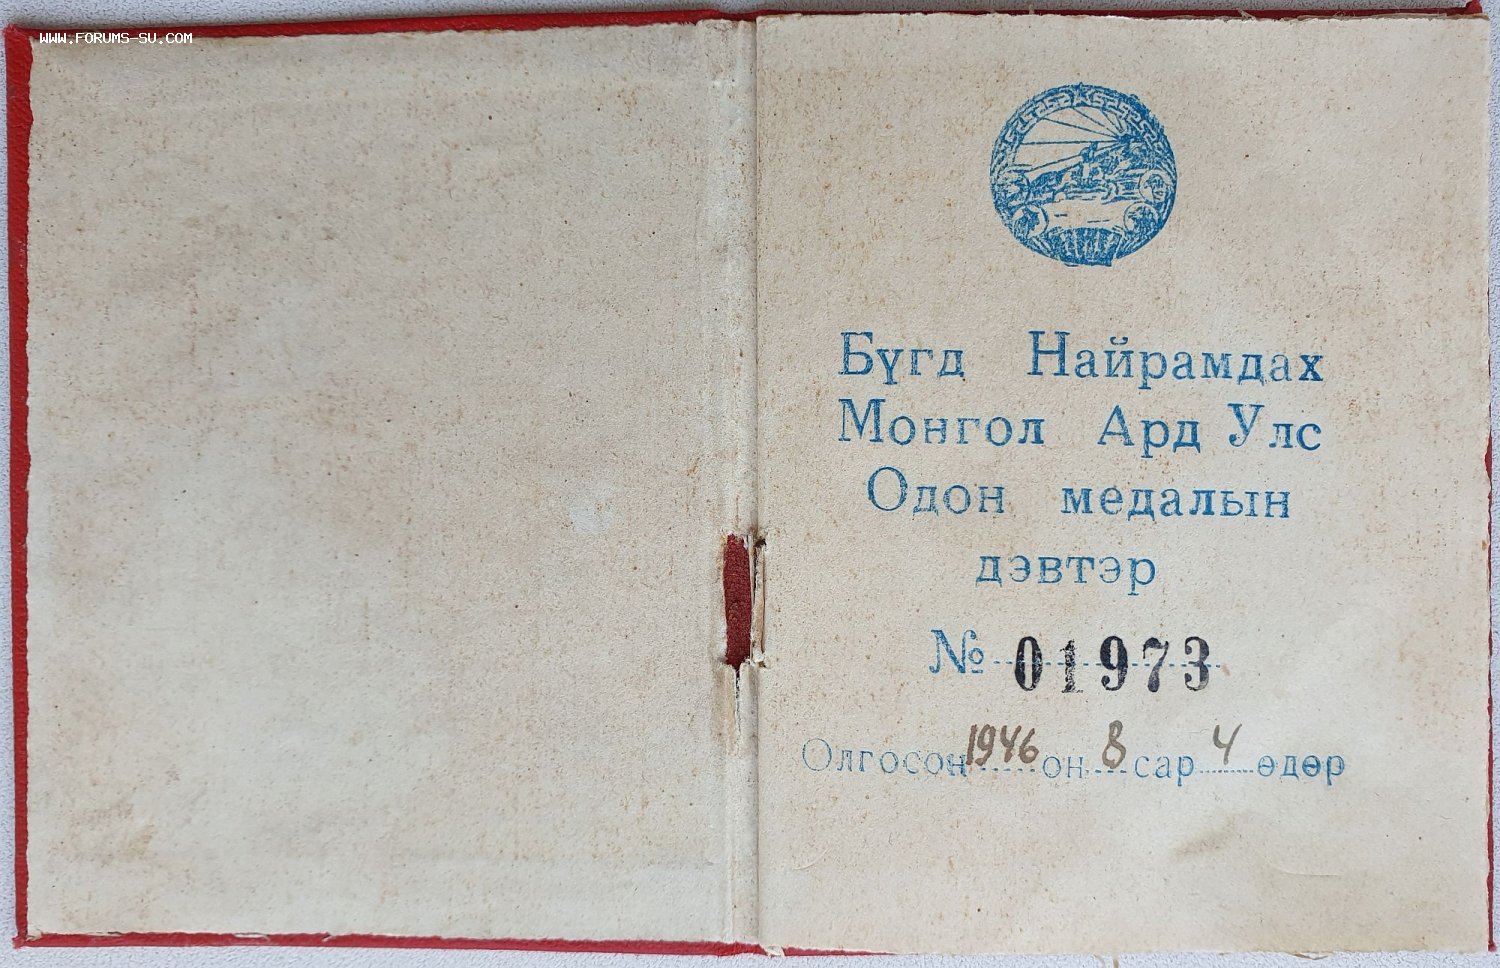 WWW.FORUMS-SU.COM
Бүгд Найрамдах
Монгол Ард Улс
Одон медалын
дэвтэр
№ 01973
Олгосон 1946 он 8 сар 4 өдөр